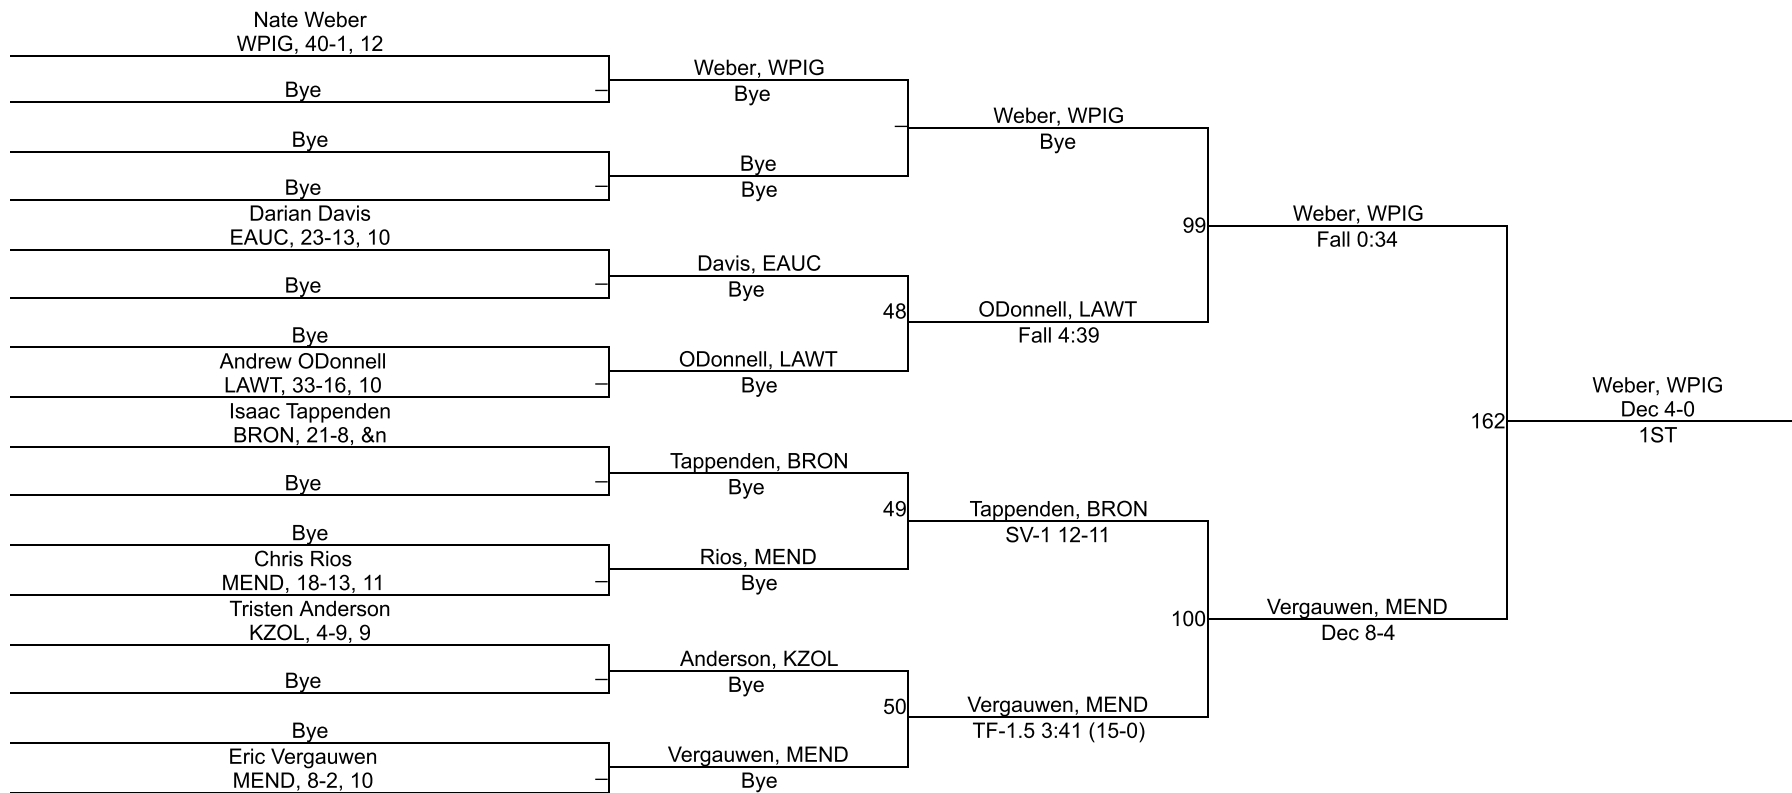 Nate Weber
WPIG, 40-1, 12
Bye
Bye
Bye
Darian Davis
EAUC, 23-13, 10
Bye
Bye
Andrew ODonnell
LAWT, 33-16, 10
Isaac Tappenden
BRON, 21-8, &n
Bye
Bye
Chris Rios
MEND, 18-13, 11
Tristen Anderson
KZOL, 4-9, 9
Bye
Bye
Eric Vergauwen
MEND, 8-2, 10
Weber, WPIG
Bye
Bye
Bye
Davis, EAUC
Bye
48
ODonnell, LAWT
Bye
Tappenden, BRON
Bye
49
Rios, MEND
Bye
Anderson, KZOL
Bye
50
Vergauwen, MEND
Bye
Weber, WPIG
Bye
99
ODonnell, LAWT
Fall 4:39
Tappenden, BRON
SV-1 12-11
100
Vergauwen, MEND
TF-1.5 3:41 (15-0)
Weber, WPIG
Fall 0:34
162
Vergauwen, MEND
Dec 8-4
Weber, WPIG
Dec 4-0
1ST